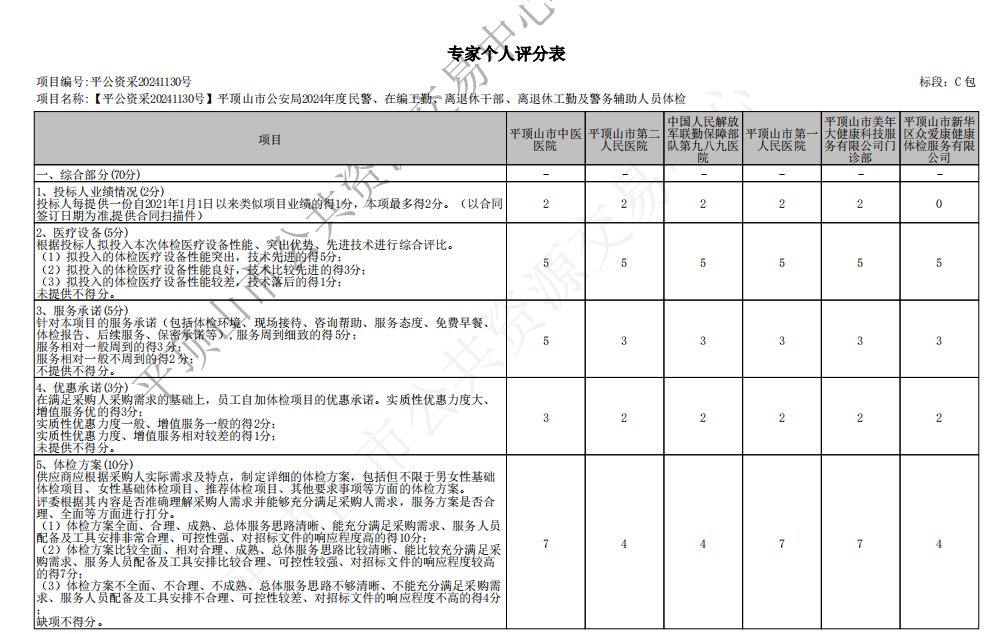 专家个人评分表
项目编号:平公资采20241130号
标段: C 包
项目名称:【平公资采20241130号】平顶山市公安局2024年度民警、在编工勤、离退休干部、离退休工勤及警务辅助人员体检
项目
平顶山市中医
医院
平顶山市第二
人民医院
中国人民解放
军联勤保障部
队第九八九医
院
平顶山市第一
人民医院
平顶山市美年
大健康科技服
务有限公司门
诊部
平顶山市新华
区众爱康健康
体检服务有限
公司
一、综合部分(70分)
- - - - - -
1、投标人业绩情况(2分)
投标人每提供一份自2021年1月1日以来类似项目业绩的得1分, 本项最多得2分。（以合同
签订日期为准,提供合同扫描件）
2 2 2 2 2 0
2、医疗设备(5分)
根据投标人拟投入本次体检医疗设备性能、突出优势、先进技术进行综合评比。
（1）拟投入的体检医疗设备性能突出，技术先进的得5分;
（2）拟投入的体检医疗设备性能良好，技术比较先进的得3分;
（3）拟投入的体检医疗设备性能较差，技术落后的得1分;
未提供不得分。
5 5 5 5 5 5
3、服务承诺(5分)
针对本项目的服务承诺（包括体检环境、现场接待、咨询帮助、服务态度、免费早餐、
体检报告、后续服务、保密承诺等）,服务周到细致的得5分;
服务相对一般周到的得3 分;
服务相对一般不周到的得2 分;
不提供不得分。
5 3 3 3 3 3
4、优惠承诺(3分)
在满足采购人采购需求的基础上，员工自加体检项目的优惠承诺。实质性优惠力度大、
增值服务优的得3分;
实质性优惠力度一般、增值服务一般的得2分;
实质性优惠力度、增值服务相对较差的得1分;
未提供不得分。
3 2 2 2 2 2
5、体检方案(10分)
供应商应根据采购人实际需求及特点，制定详细的体检方案，包括但不限于男女性基础
体检项目、女性基础体检项目、推荐体检项目、其他要求事项等方面的体检方案。
评委根据其内容是否准确理解采购人需求并能够充分满足采购人需求，服务方案是否合
理、全面等方面进行打分。
（1）体检方案全面、合理、成熟、总体服务思路清晰、能充分满足采购需求、服务人员
配备及工具安排非常合理、可控性强、对招标文件的响应程度高的得10分;
（2）体检方案比较全面、相对合理、成熟、总体服务思路比较清晰、能比较充分满足采
购需求、服务人员配备及工具安排比较合理、可控性较强、对招标文件的响应程度较高
的得7分;
（3）体检方案不全面、不合理、不成熟、总体服务思路不够清晰、不能充分满足采购需
求、服务人员配备及工具安排不合理、可控性较差、对招标文件的响应程度不高的得4分
;
缺项不得分。
7 4 4 7 7 4